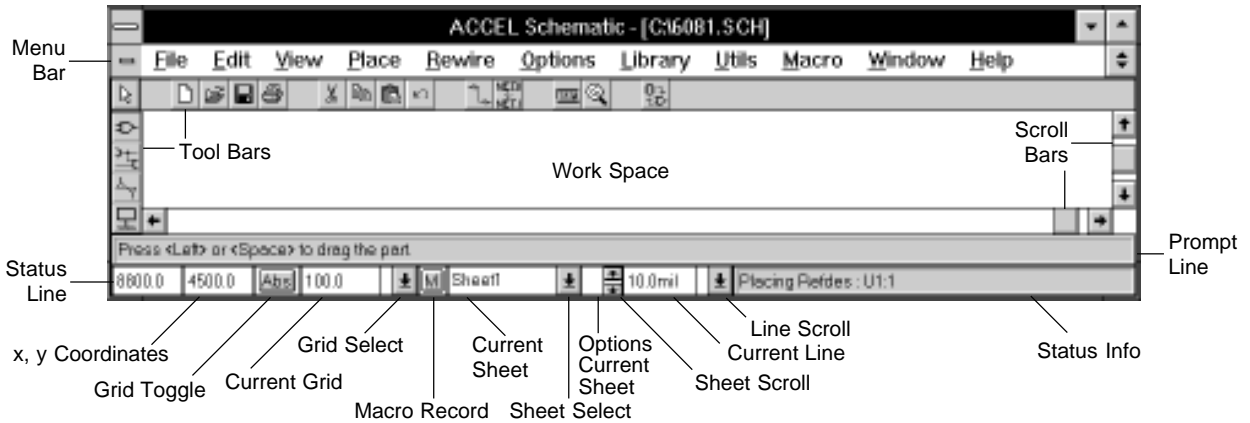 ACCEL Schematic - [C:\6081.SCH]
Menu Bar
File Edit View Place Rewire Options Library Utils Macro Window Help
Tool Bars
Work Space
Scroll Bars
Press <Left> or <Space> to drag the part.
Prompt Line
Status Line
8800.0 4500.0 Abs 100.0 M Sheet1 10.0mil Placing Refdes : U1:1
x, y Coordinates
Grid Toggle
Current Grid
Grid Select
Macro Record
Current Sheet
Sheet Select
Options Current Sheet
Sheet Scroll
Current Line
Line Scroll
Status Info